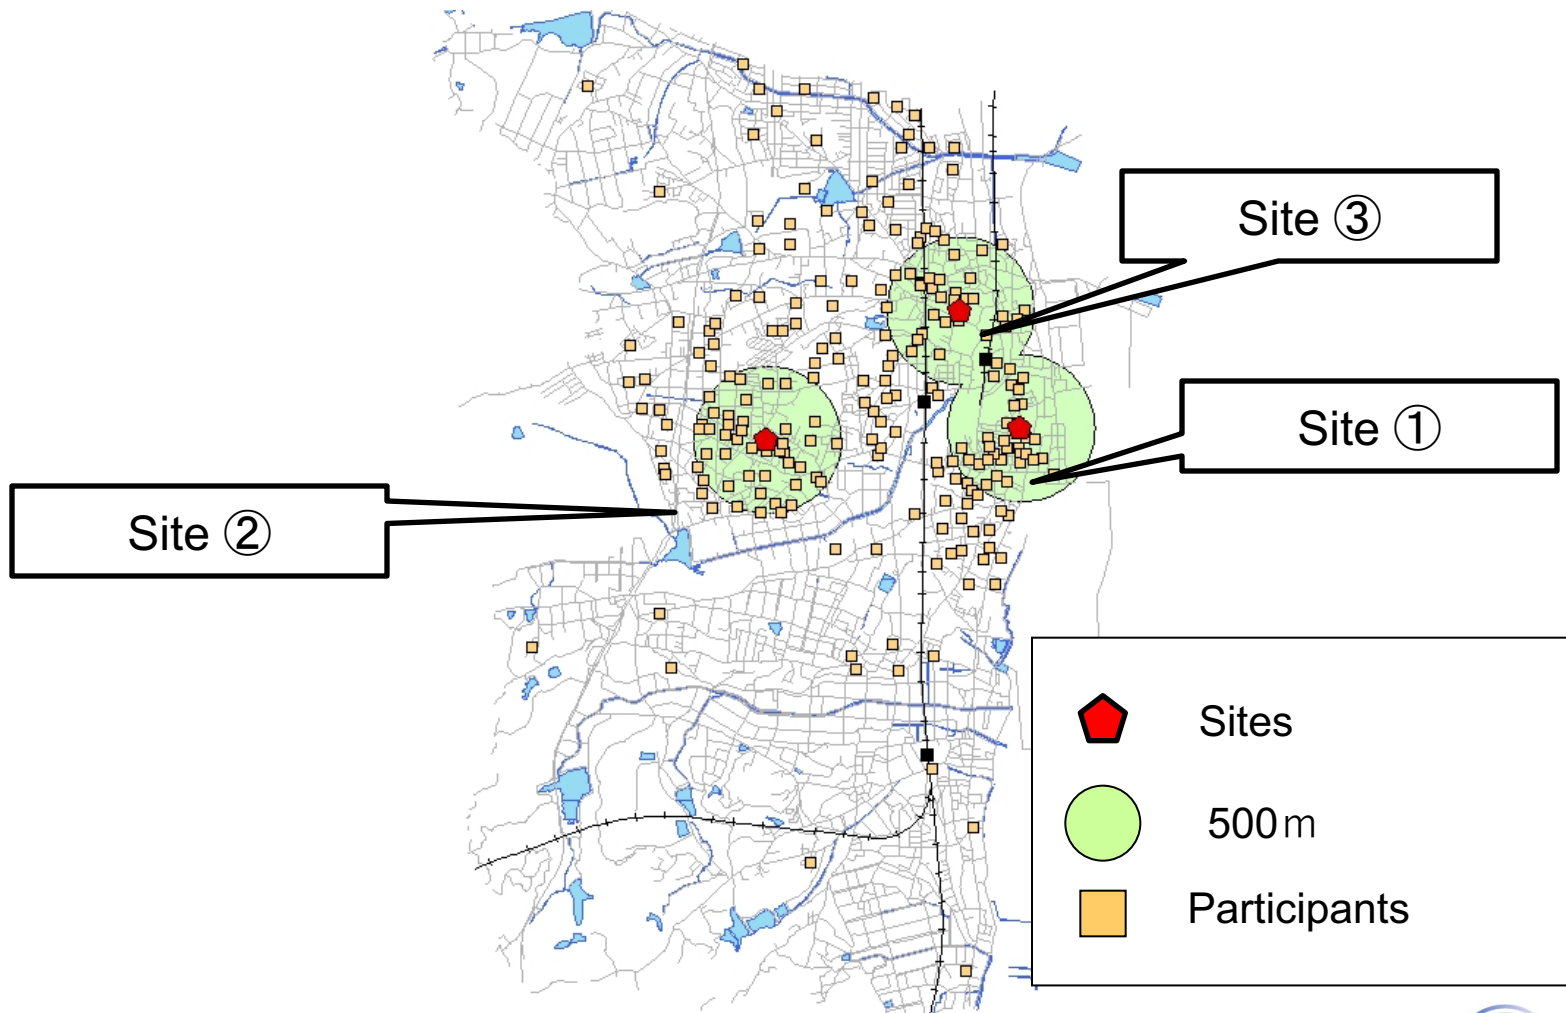 Site ③
Site ①
Site ②
Sites
500ｍ
Participants